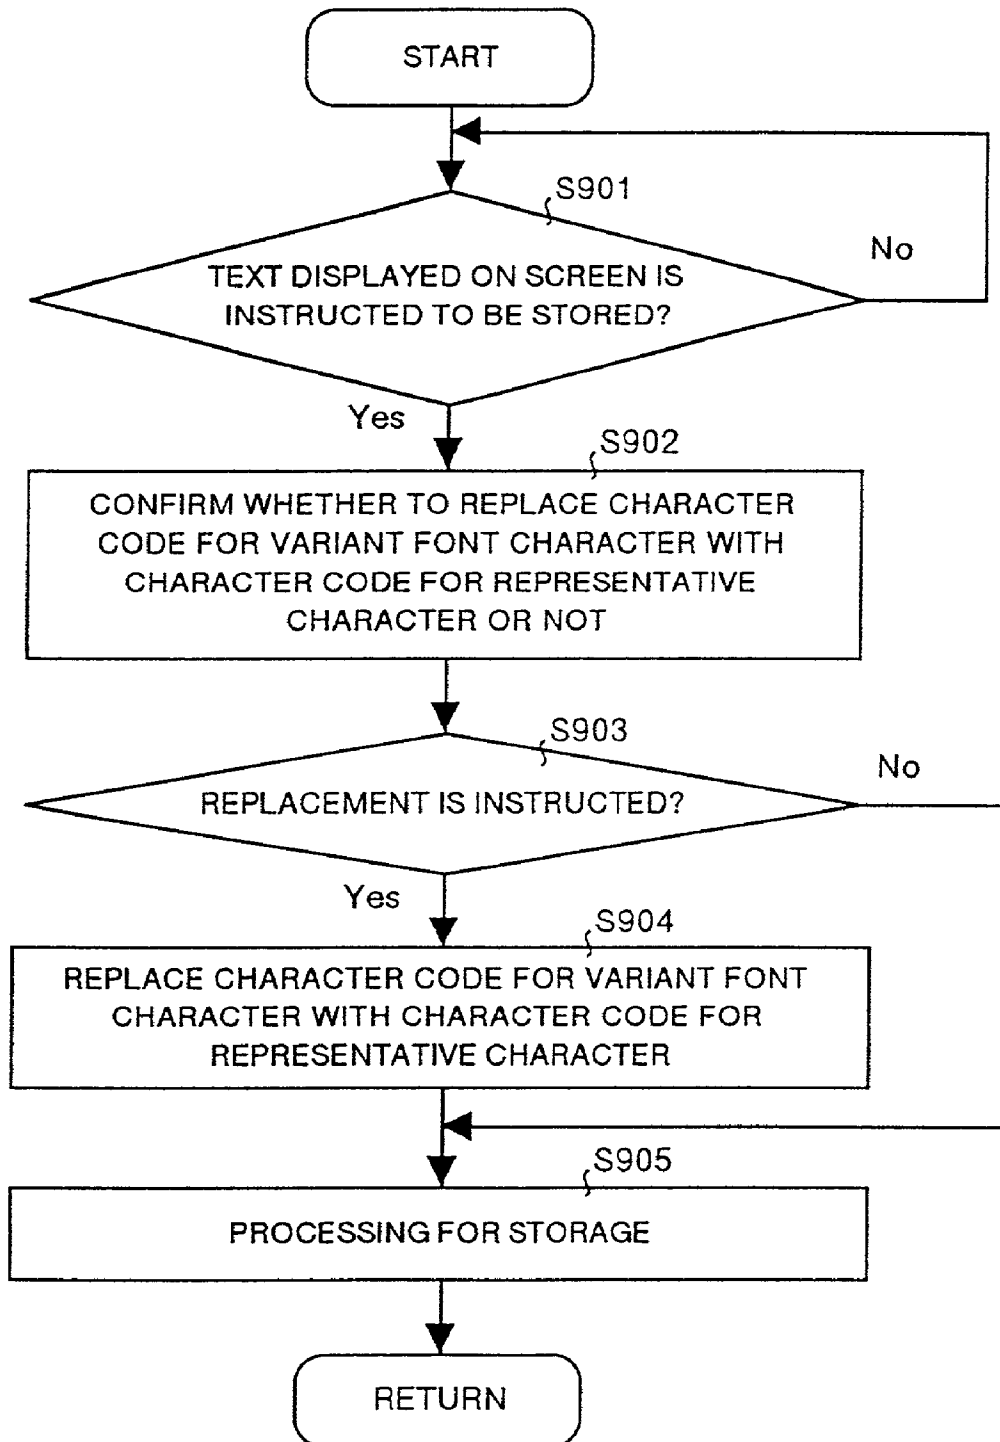 START
S901
No
TEXT DISPLAYED ON SCREEN IS
INSTRUCTED TO BE STORED?
Yes
S902
CONFIRM WHETHER TO REPLACE CHARACTER
CODE FOR VARIANT FONT CHARACTER WITH
CHARACTER CODE FOR REPRESENTATIVE
CHARACTER OR NOT
S903
No
REPLACEMENT IS INSTRUCTED?
Yes
S904
REPLACE CHARACTER CODE FOR VARIANT FONT
CHARACTER WITH CHARACTER CODE FOR
REPRESENTATIVE CHARACTER
S905
PROCESSING FOR STORAGE
RETURN